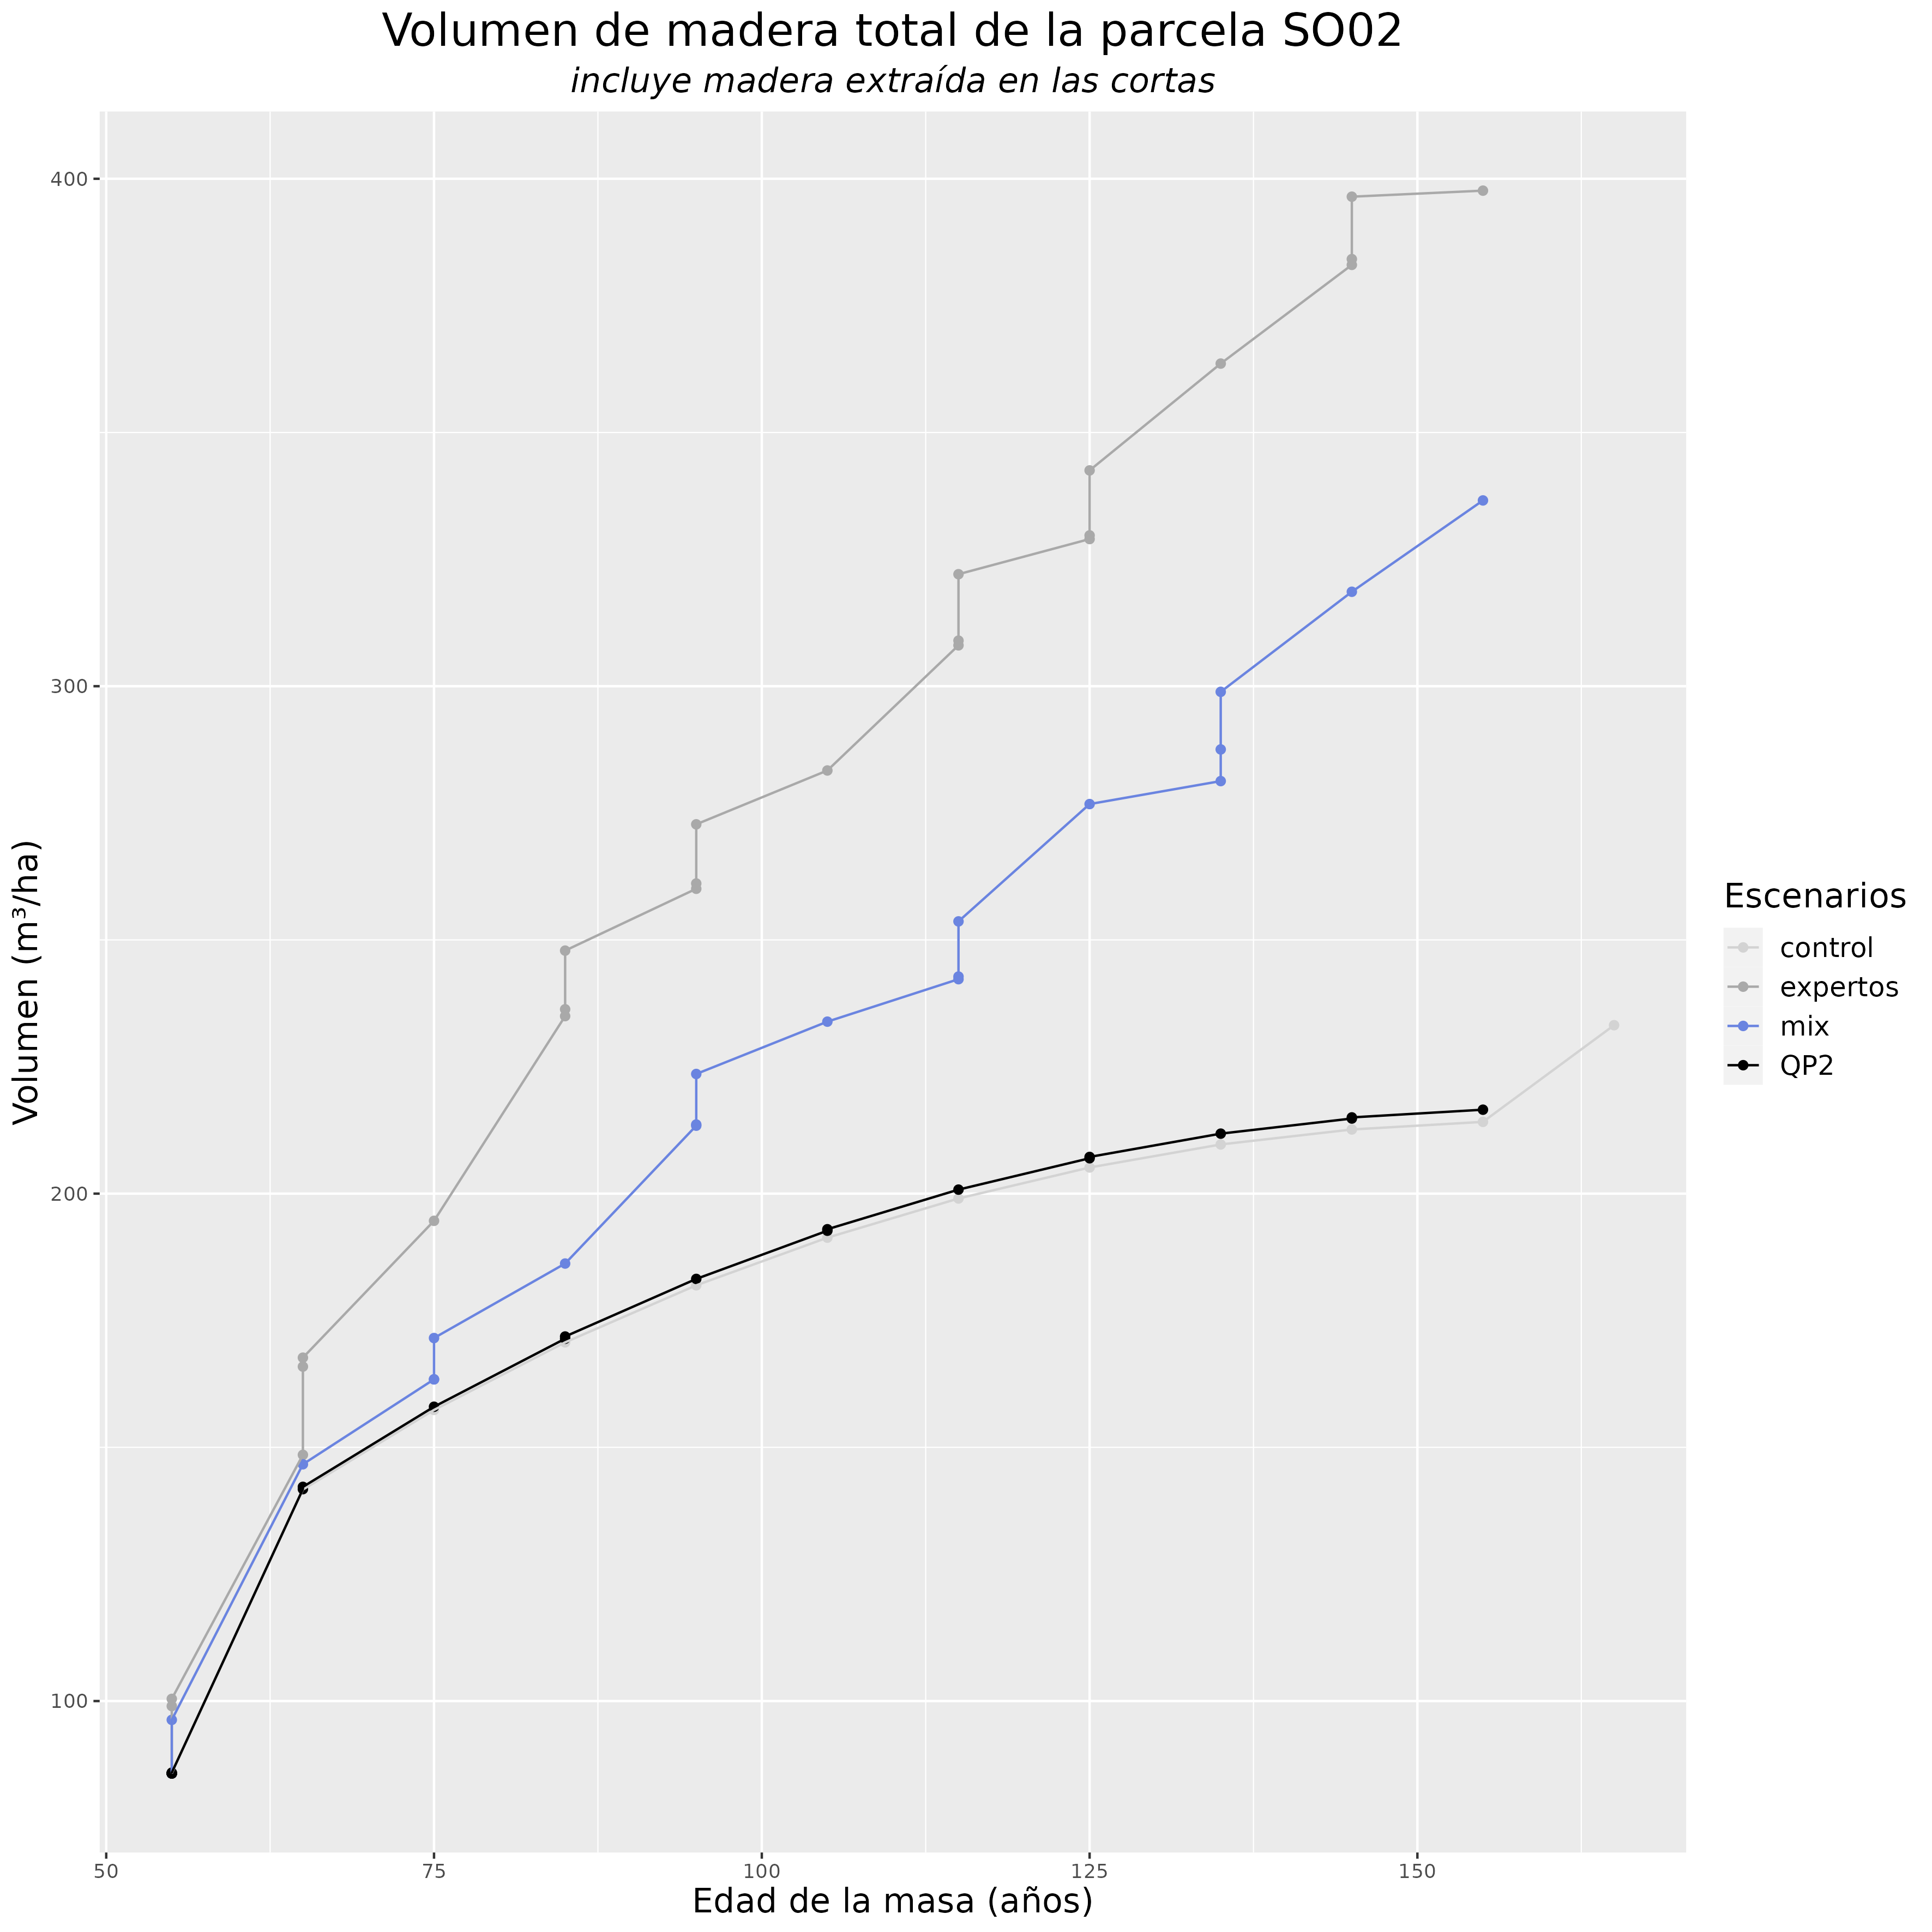 Volumen de madera total de la parcela SO02
incluye madera extraída en las cortas
Volumen (m³/ha)
400
300
200
100
50
75
100
125
150
Edad de la masa (años)
Escenarios
control
expertos
mix
QP2